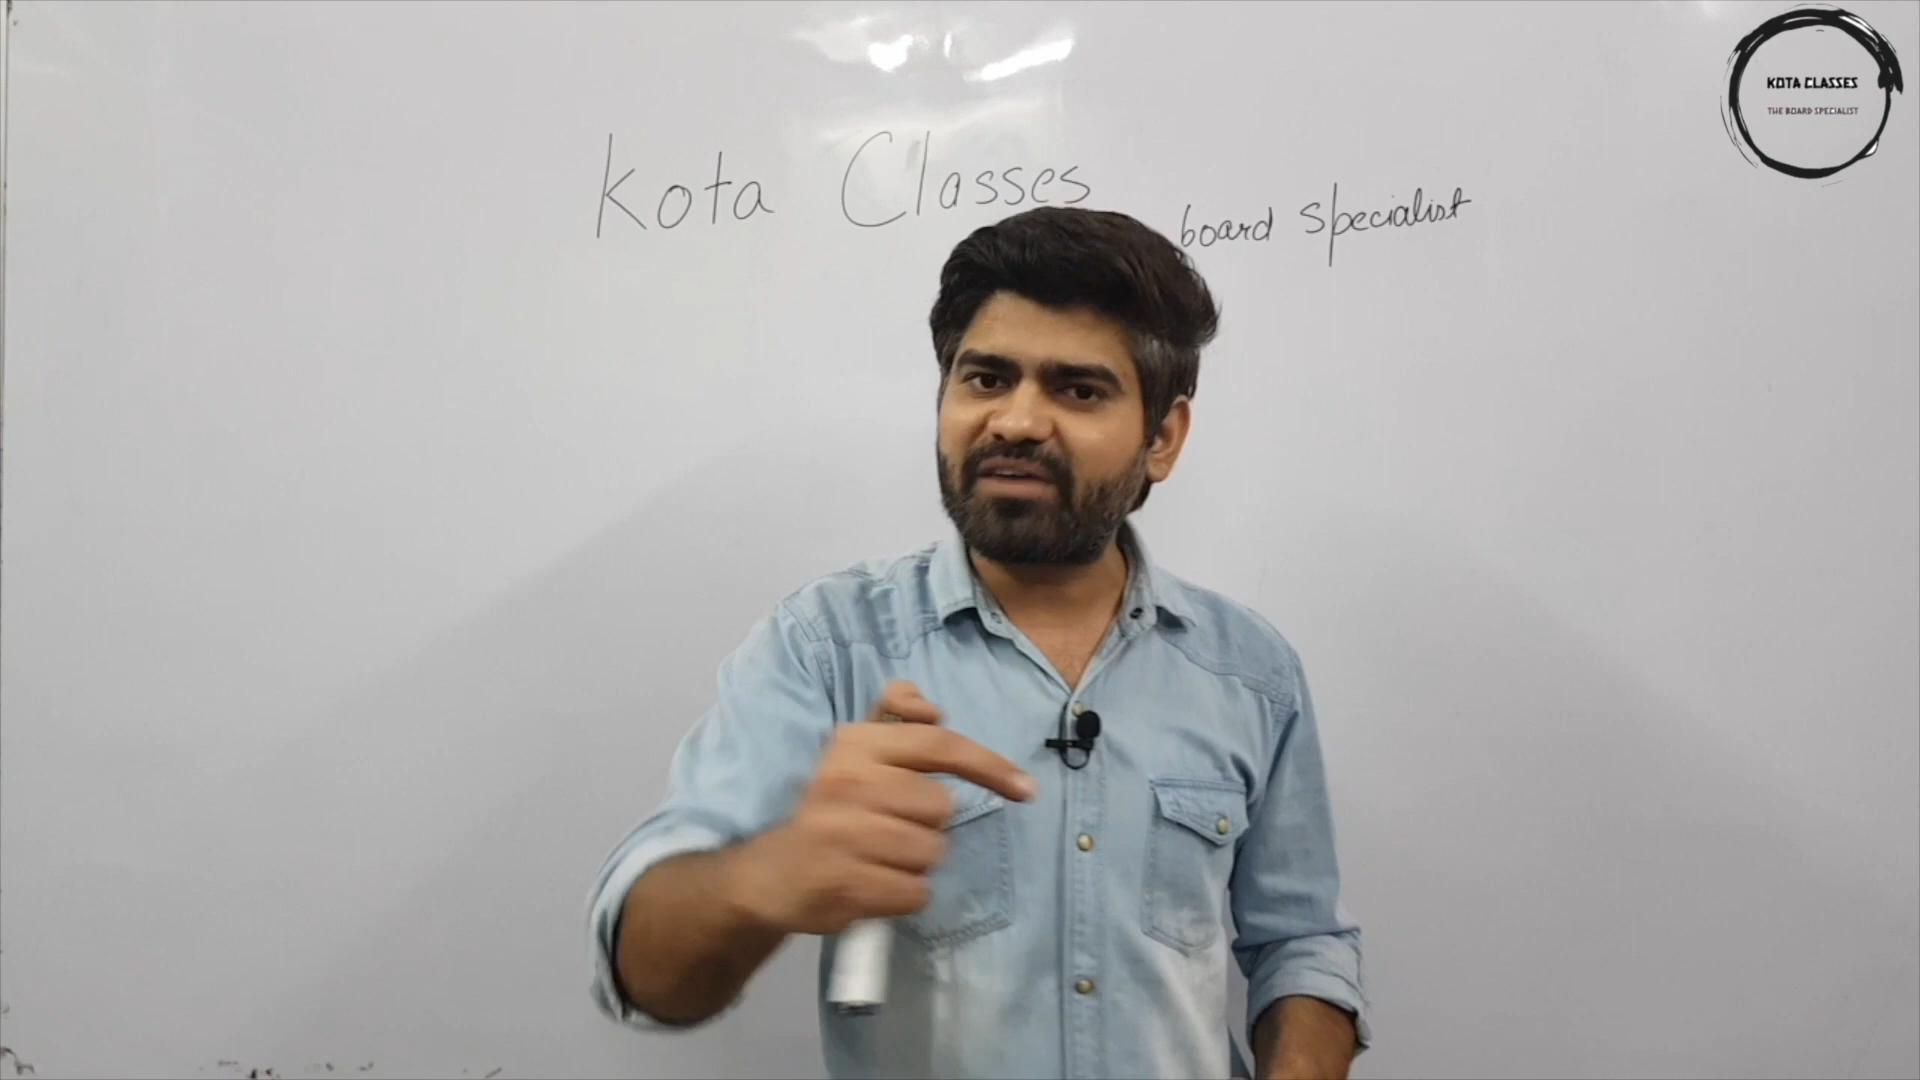 Kota Classes
board Specialist
KOTA CLASSES
THE BOARD SPECIALIST